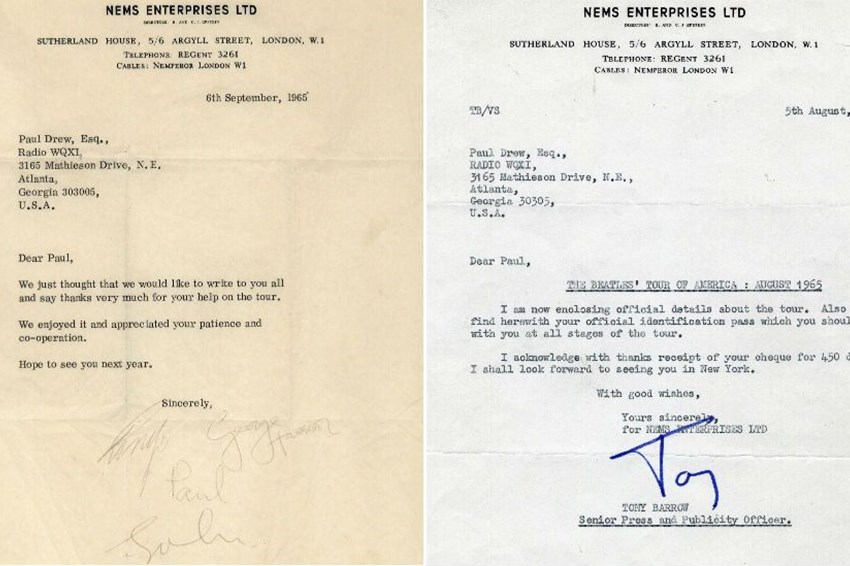 NEMS ENTERPRISES LTD
SUTHERLAND HOUSE, 5/6 ARGYLL STREET, LONDON, W.1
TELEPHONE REGENT 3261
CABLES: NEMPEROR LONDON W1
6th September, 1965
Paul Drew, Esq.,
Radio WQXI,
3165 Mathieson Drive, N.E.
Atlanta,
Georgia 303005,
U.S.A.
Dear Paul,
We just thought that we would like to write to you all
and say thanks very much for your help on the tour.
We enjoyed it and appreciated your patience and
co-operation.
Hope to see you next year.
Sincerely,
Ringo
George Harrison
Paul
John
NEMS ENTERPRISES LTD
SUTHERLAND HOUSE, 5/6 ARGYLL STREET, LONDON, W.1
TELEPHONE: REGENT 3261
CABLES: NEMPEROR LONDON W1
TB/VS
5th August,
Paul Drew, Esq.,
RADIO WQXI,
3165 Mathieson Drive, N.E.,
Atlanta,
Georgia 30305,
U.S.A.
Dear Paul,
THE BEATLES' TOUR OF AMERICA : AUGUST 1965
I am now enclosing official details about the tour. Also
find herewith your official identification pass which you shoul
with you at all stages of the tour.
I acknowledge with thanks receipt of your cheque for 450 d
I shall look forward to seeing you in New York.
With good wishes,
Yours sincerely,
for NEMS ENTERPRISES LTD
Tony
TONY BARROW
Senior Press and Publicity Officer.